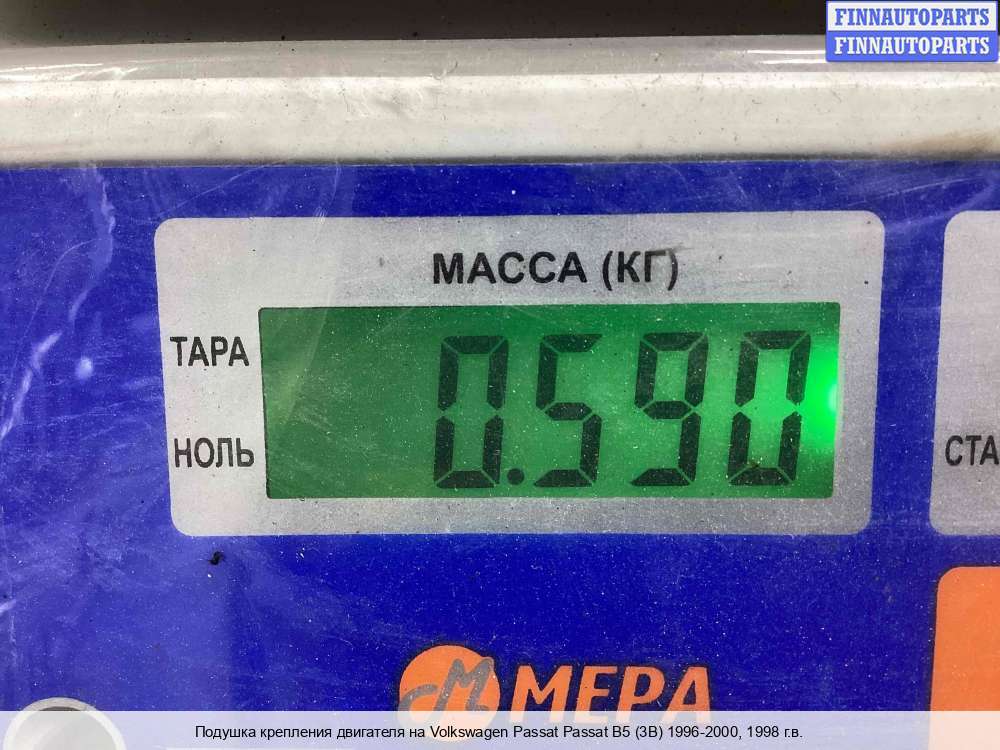 FINNAUTOPARTS
FINNAUTOPARTS
МАССА (КГ)
ТАРА
0.590
НОЛЬ
СТА
МЕРА
Подушка крепления двигателя на Volkswagen Passat Passat B5 (3B) 1996-2000, 1998 г.в.